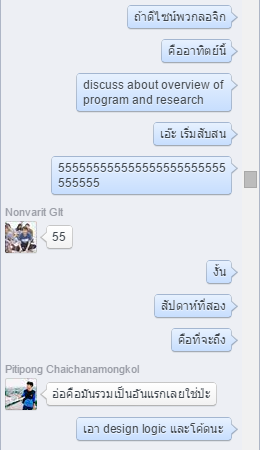 ถ้าดีไซน์พวกลอจิก
คืออาทิตย์นี้
discuss about overview of
program and research
เอ๊ะ เริ่มสับสน
5555555555555555555555555
555555
Nonvarit GIt
55
งั้น
สัปดาห์ที่สอง
คือที่จะถึง
Pitipong Chaichanamongkol
อ่อคือมันรวมเป็นอันแรกเลยใช่ป่ะ
เอา design logic และโค้ดนะ